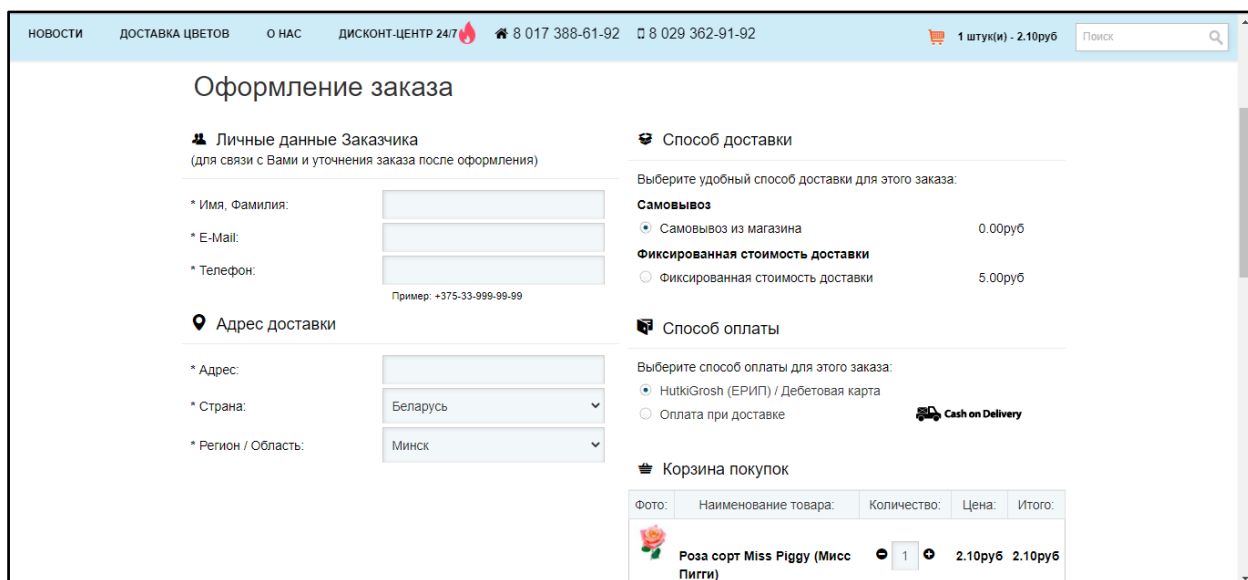 НОВОСТИ ДОСТАВКА ЦВЕТОВ О НАС ДИСКОНТ-ЦЕНТР 24/7 8 017 388-61-92 8 029 362-91-92 1 штук(и) - 2.10руб Поиск
Оформление заказа
Личные данные Заказчика
(для связи с Вами и уточнения заказа после оформления)
* Имя, Фамилия:
* E-Mail:
* Телефон:
Пример: +375-33-999-99-99
Адрес доставки
* Адрес:
* Страна: Беларусь
* Регион / Область: Минск
Способ доставки
Выберите удобный способ доставки для этого заказа:
Самовывоз
Самовывоз из магазина 0.00руб
Фиксированная стоимость доставки
Фиксированная стоимость доставки 5.00руб
Способ оплаты
Выберите способ оплаты для этого заказа:
HutkiGrosh (ЕРИП) / Дебетовая карта
Оплата при доставке Cash on Delivery
Корзина покупок
Фото: Наименование товара: Количество: Цена: Итого:
Роза сорт Miss Piggy (Мисс 1 2.10руб 2.10руб
Пигги)